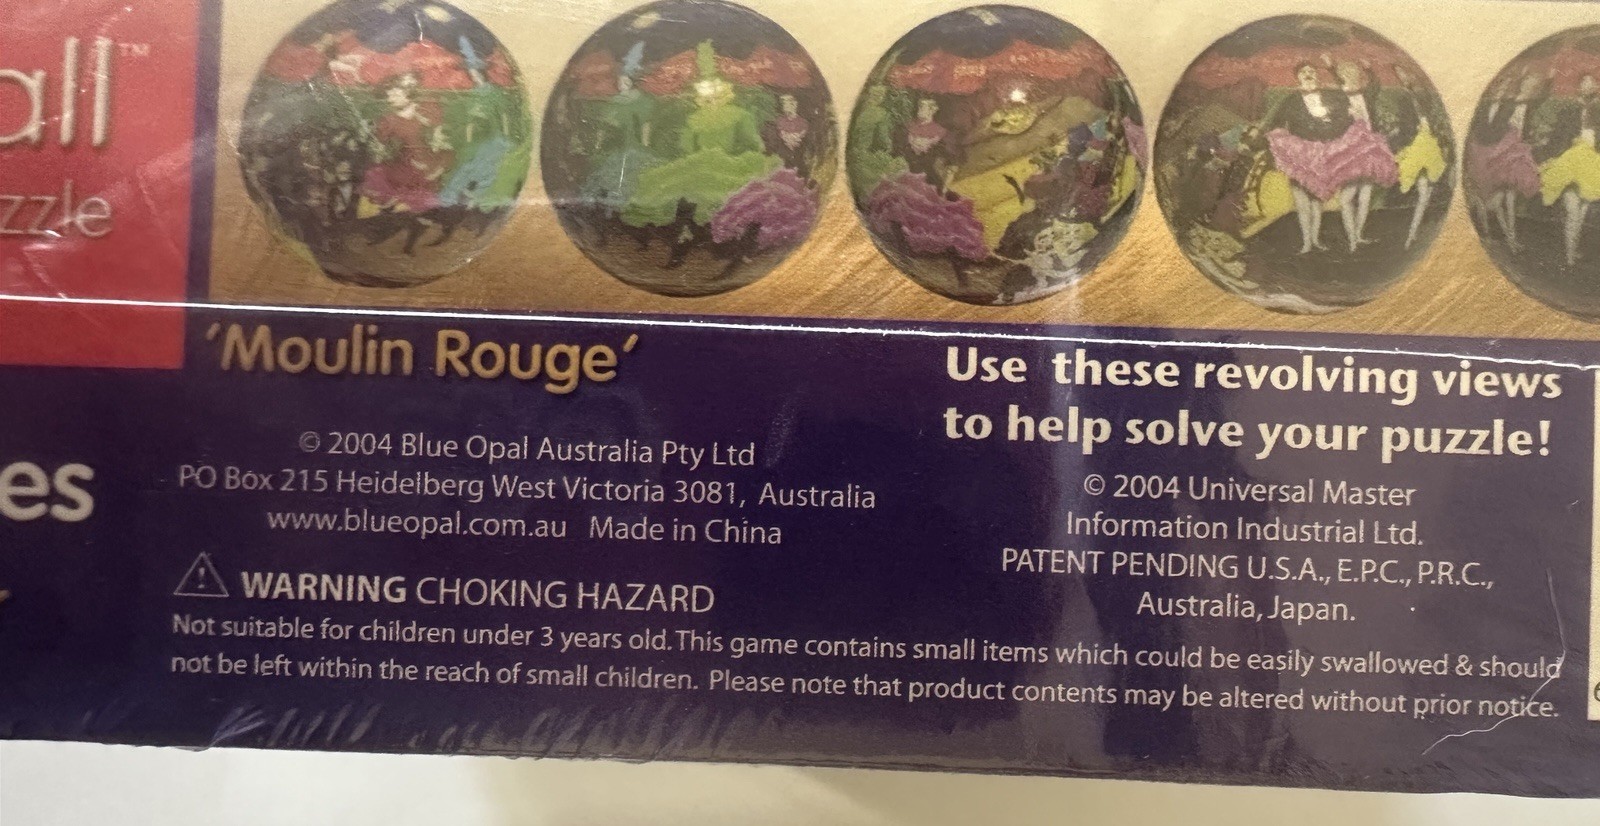 all™
zzle
es
'Moulin Rouge'
© 2004 Blue Opal Australia Pty Ltd
PO Box 215 Heidelberg West Victoria 3081, Australia
www.blueopal.com.au Made in China
Use these revolving views
to help solve your puzzle!
© 2004 Universal Master
Information Industrial Ltd.
PATENT PENDING U.S.A., E.P.C., P.R.C.,
Australia, Japan.
WARNING CHOKING HAZARD
Not suitable for children under 3 years old. This game contains small items which could be easily swallowed & should
not be left within the reach of small children. Please note that product contents may be altered without prior notice.